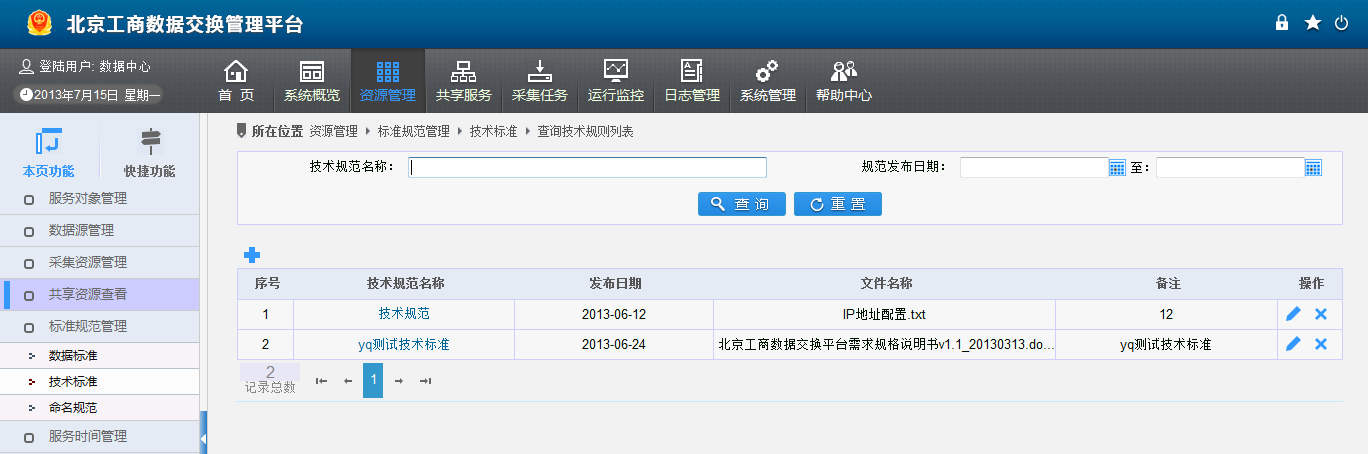 北京工商数据交换管理平台
登陆用户: 数据中心
2013年7月15日 星期一
首 页
系统概览
资源管理
共享服务
采集任务
运行监控
日志管理
系统管理
帮助中心
本页功能
快捷功能
服务对象管理
数据源管理
采集资源管理
共享资源查看
标准规范管理
数据标准
技术标准
命名规范
服务时间管理
所在位置 资源管理 标准规范管理 技术标准 查询技术规则列表
技术规范名称：
规范发布日期： 至：
查 询 重 置
序号 技术规范名称 发布日期 文件名称 备注 操作
1 技术规范 2013-06-12 IP地址配置.txt 12
2 yq测试技术标准 2013-06-24 北京工商数据交换平台需求规格说明书v1.1_20130313.do... yq测试技术标准
2
记录总数
1